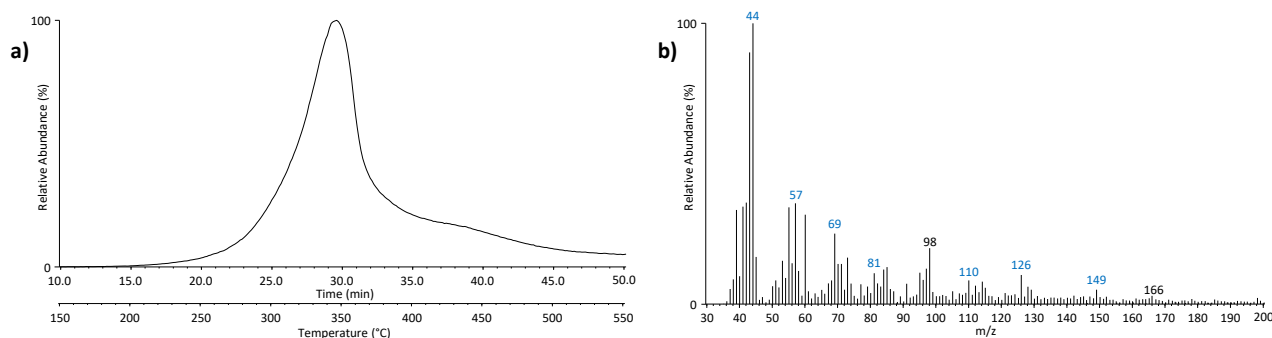 a)
Relative Abundance (%)
100
0
10.0 15.0 20.0 25.0 30.0 35.0 40.0 45.0 50.0
Time (min)
150 200 250 300 350 400 450 500 550
Temperature (°C)
b)
Relative Abundance (%)
100
0
44
57
69
81
98
110
126
149
166
30 40 50 60 70 80 90 100 110 120 130 140 150 160 170 180 190 200
m/z